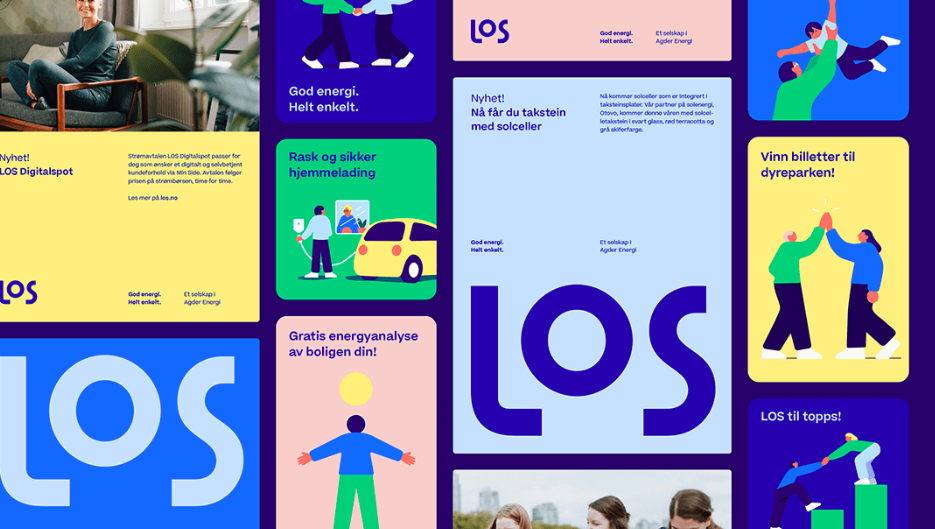 Nyhet!
LOS Digitalspot
Strømavtalen LOS Digitalspot passer for
deg som ønsker et digitalt og selvbetjent
kundeforhold via Min Side. Avtalen følger
prisen på strømbørsen, time for time.
Les mer på los.no
LOS
God energi.
Helt enkelt.
Et selskap i
Agder Energi
LOS
God energi.
Helt enkelt.
Rask og sikker
hjemmelading
Gratis energyanalyse
av boligen din!
LOS
God energi.
Helt enkelt.
Et selskap i
Agder Energi
Nyhet!
Nå får du takstein
med solceller
Nå kommer solceller som er integrert i
taksteinsplater. Vår partner på solenergi,
Otovo, kommer denne våren med solcel-
letakstein i svart glass, rød terracotta og
grå skiferfarge.
God energi.
Helt enkelt.
Et selskap i
Agder Energi
LOS
Vinn billetter til
dyreparken!
LOS til topps!